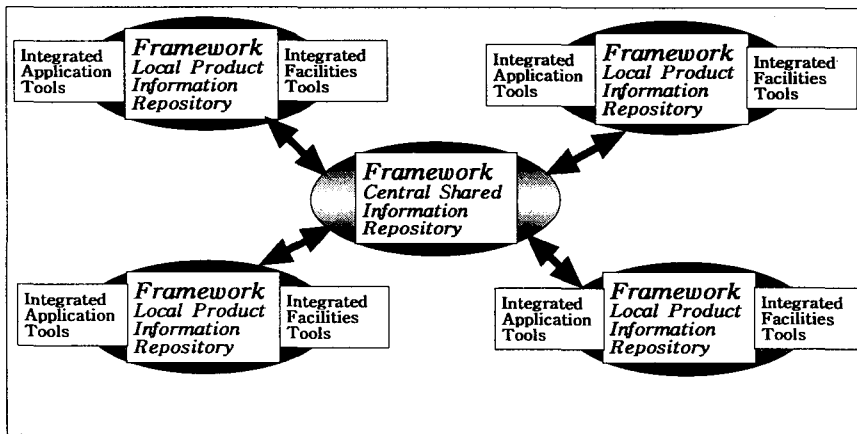 Integrated
Application
Tools
Framework
Local Product
Information
Repository
Integrated
Facilities
Tools
Integrated
Application
Tools
Framework
Local Product
Information
Repository
Integrated
Facilities
Tools
Framework
Central Shared
Information
Repository
Integrated
Application
Tools
Framework
Local Product
Information
Repository
Integrated
Facilities
Tools
Integrated
Application
Tools
Framework
Local Product
Information
Repository
Integrated
Facilities
Tools